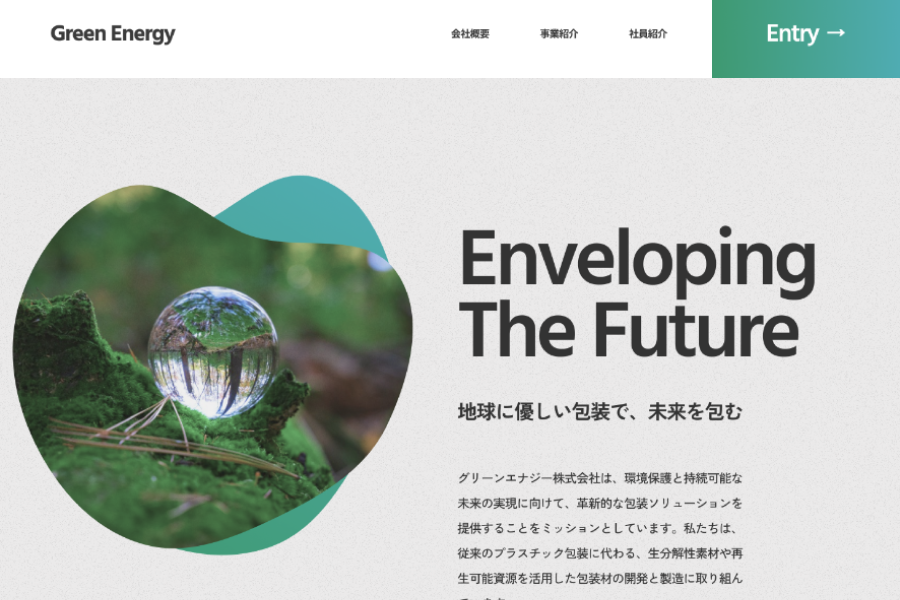 Green Energy
会社概要
事業紹介
社員紹介
Entry →
Enveloping
The Future
地球に優しい包装で、未来を包む
グリーンエナジー株式会社は、環境保護と持続可能な
未来の実現に向けて、革新的な包装ソリューションを
提供することをミッションとしています。私たちは、
従来のプラスチック包装に代わる、生分解性素材や再
生可能資源を活用した包装材の開発と製造に取り組ん